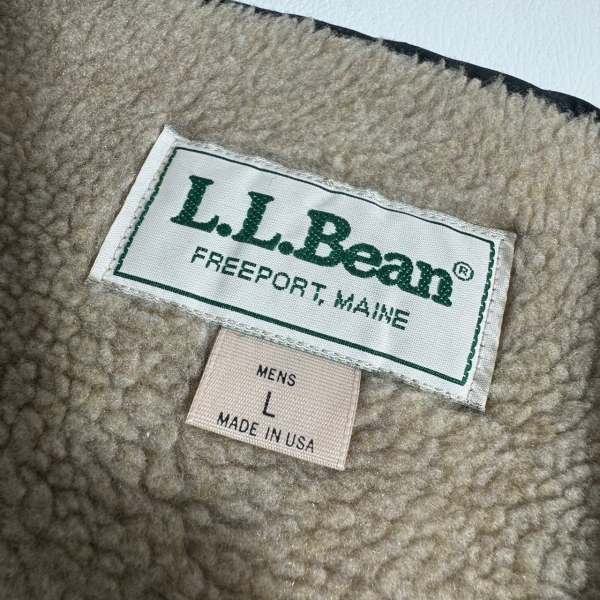 L.L.Bean®
FREEPORT, MAINE
MENS
L
MADE IN USA